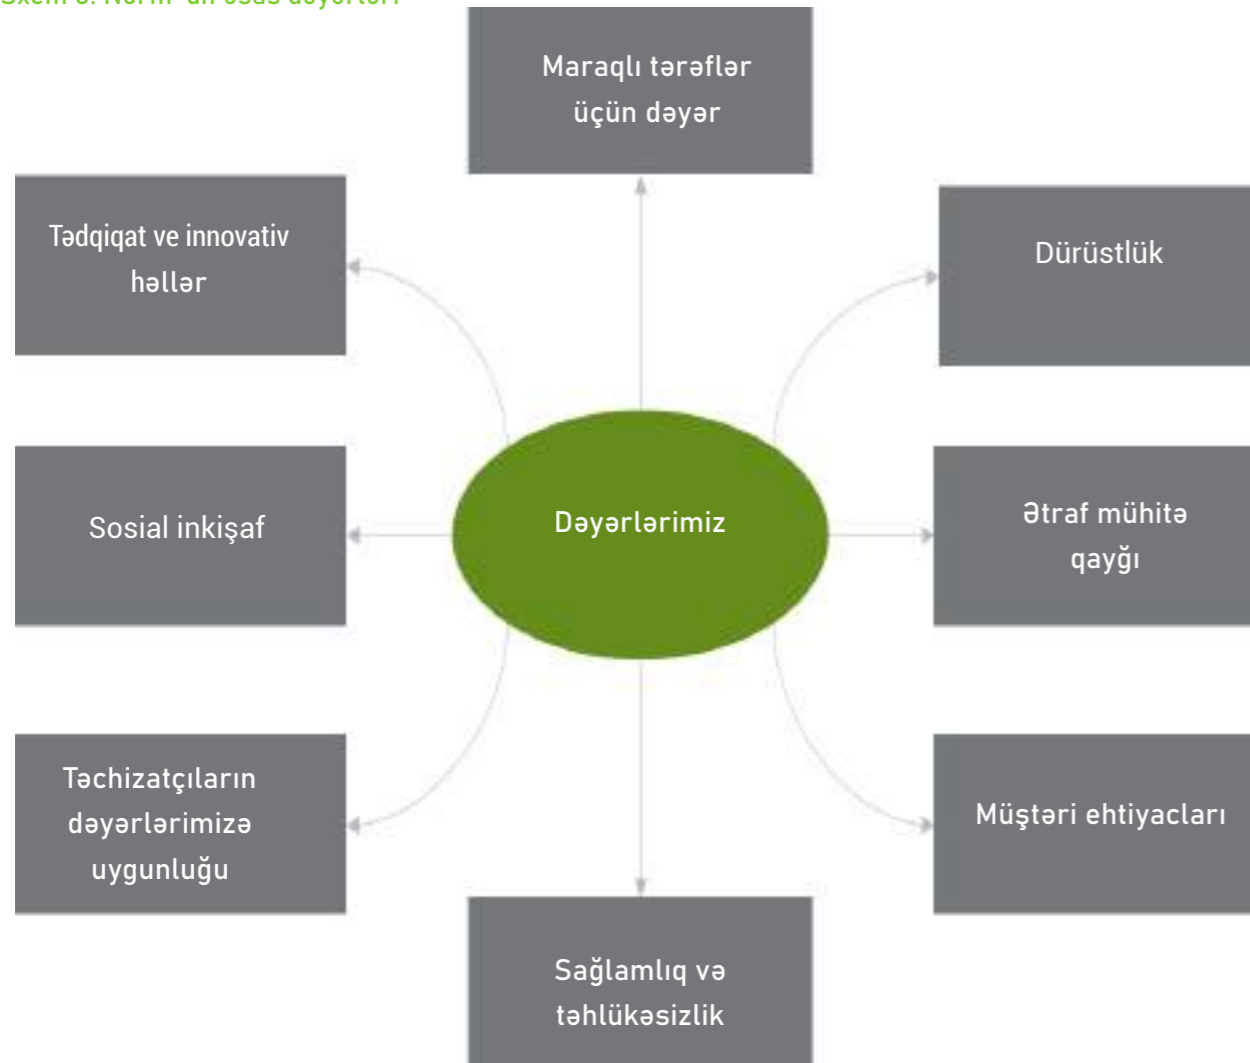 Maraqlı tərəflər
üçün dəyər
Tədqiqat ve innovativ
həllər
Dürüstlük
Sosial inkişaf
Dəyərlərimiz
Ətraf mühitə
qayğı
Təchizatçıların
dəyərlərimizə
uygunluğu
Müştəri ehtiyacları
Sağlamlıq və
təhlükəsizlik